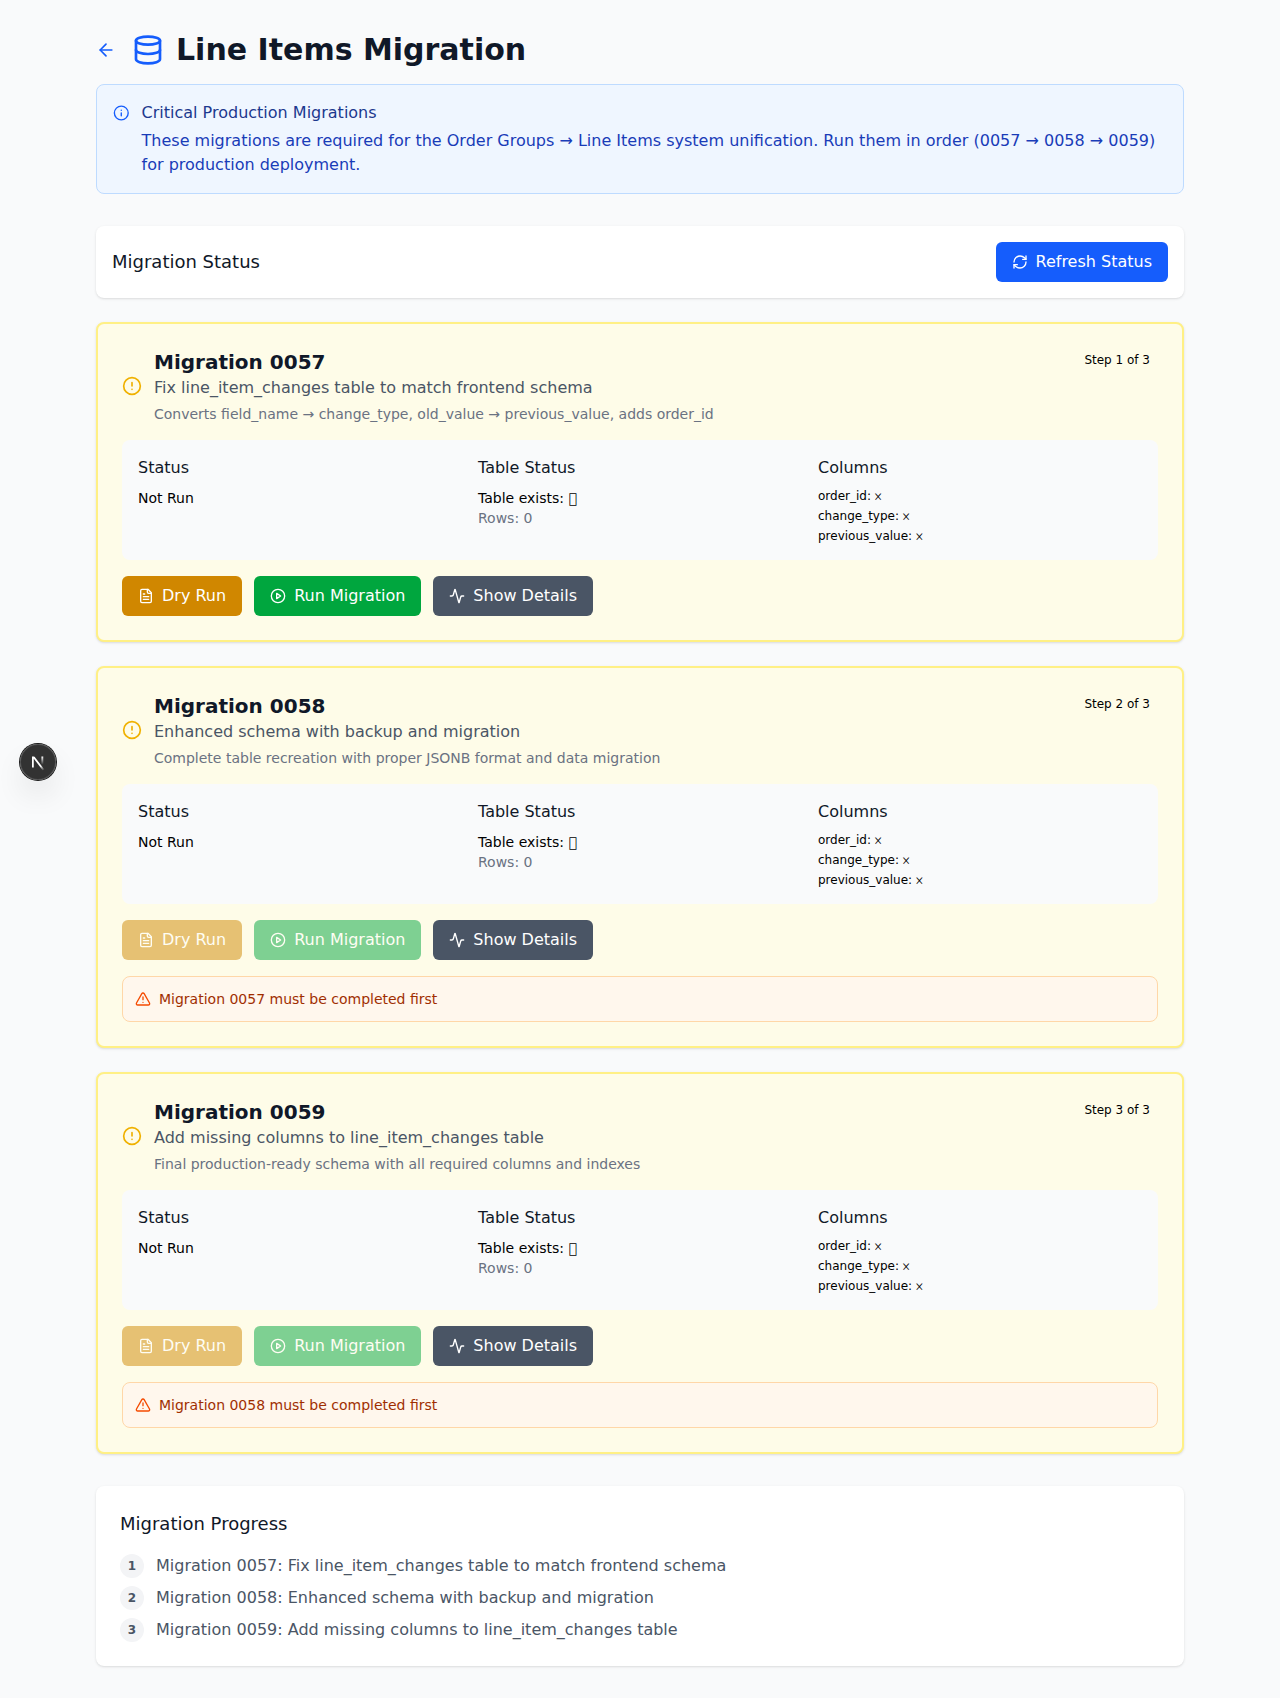 Line Items Migration
Critical Production Migrations
These migrations are required for the Order Groups → Line Items system unification. Run them in order (0057 → 0058 → 0059)
for production deployment.
Migration Status
Refresh Status
Migration 0057
Step 1 of 3
Fix line_item_changes table to match frontend schema
Converts field_name → change_type, old_value → previous_value, adds order_id
Status
Table Status
Columns
Not Run
Table exists:
Rows: 0
order_id: ×
change_type: ×
previous_value: ×
Dry Run
Run Migration
Show Details
Migration 0058
Step 2 of 3
Enhanced schema with backup and migration
Complete table recreation with proper JSONB format and data migration
Status
Table Status
Columns
Not Run
Table exists:
Rows: 0
order_id: ×
change_type: ×
previous_value: ×
Dry Run
Run Migration
Show Details
Migration 0057 must be completed first
Migration 0059
Step 3 of 3
Add missing columns to line_item_changes table
Final production-ready schema with all required columns and indexes
Status
Table Status
Columns
Not Run
Table exists:
Rows: 0
order_id: ×
change_type: ×
previous_value: ×
Dry Run
Run Migration
Show Details
Migration 0058 must be completed first
Migration Progress
1 Migration 0057: Fix line_item_changes table to match frontend schema
2 Migration 0058: Enhanced schema with backup and migration
3 Migration 0059: Add missing columns to line_item_changes table